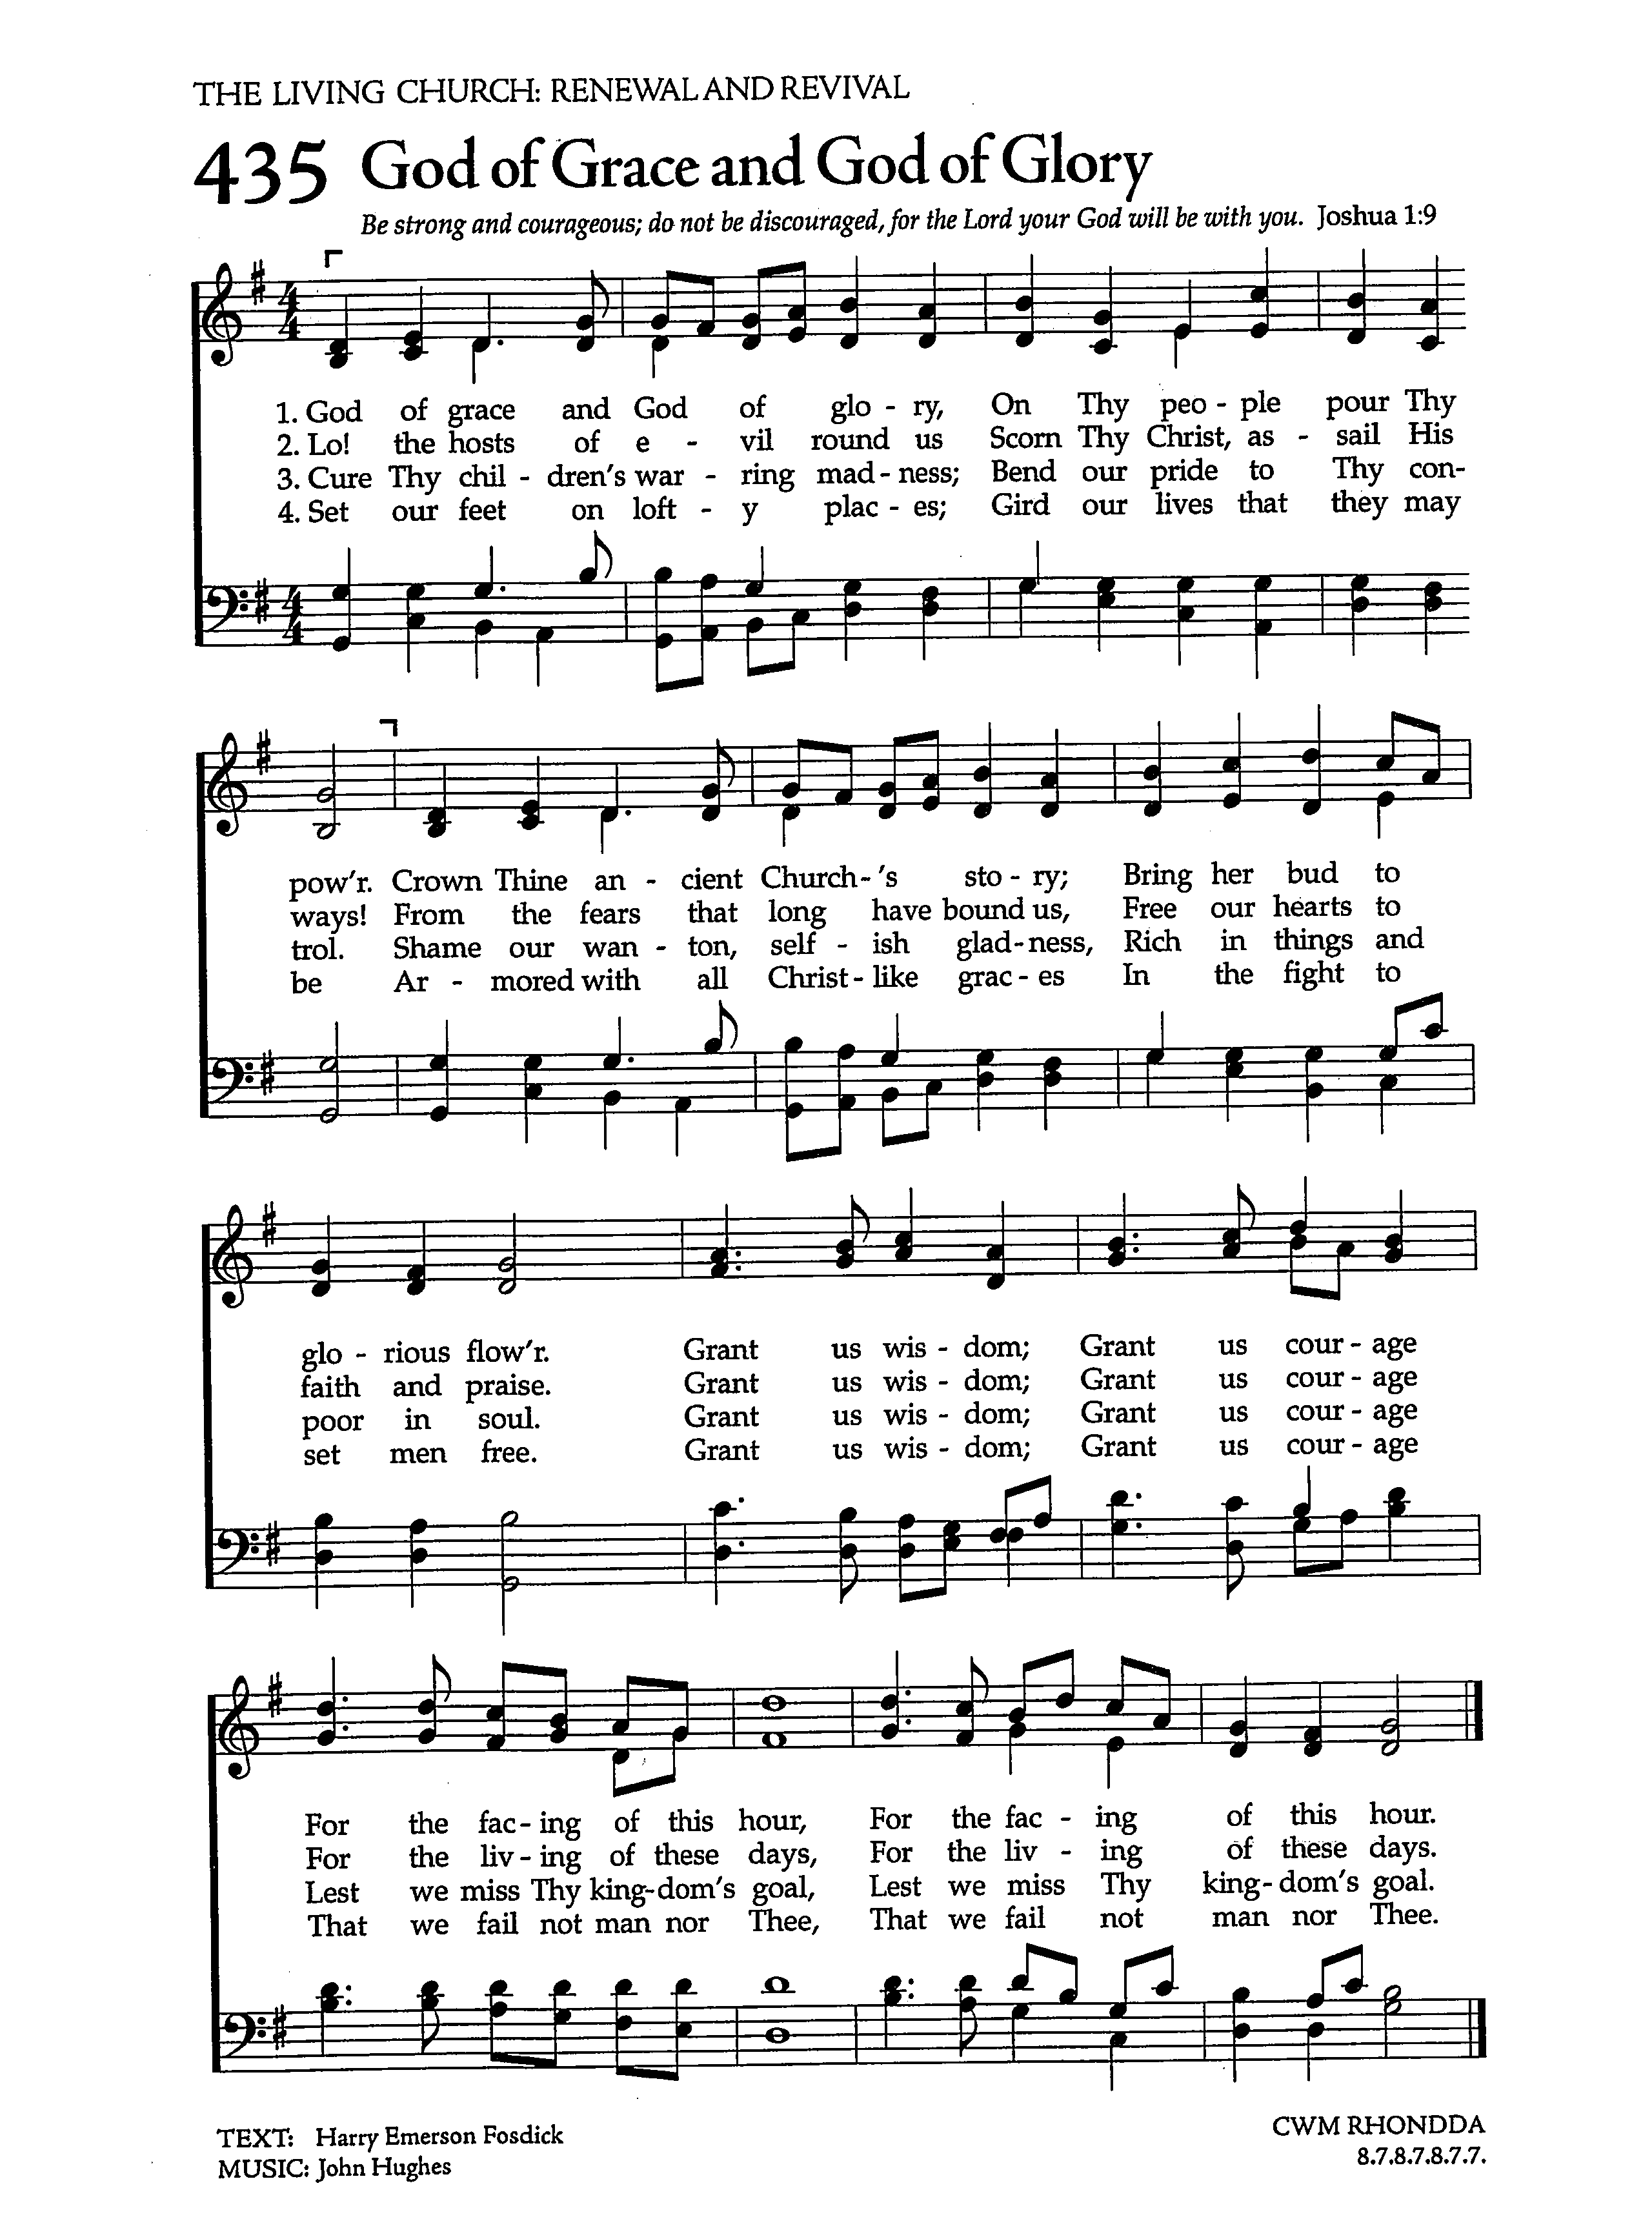 THE LIVING CHURCH: RENEWAL AND REVIVAL
435 God of Grace and God of Glory
Be strong and courageous; do not be discouraged, for the Lord your God will be with you. Joshua 1:9
1. God of grace and God of glo - ry, On Thy peo - ple pour Thy
2. Lo! the hosts of e - vil round us Scorn Thy Christ, as - sail His
3. Cure Thy chil - dren's war - ring mad - ness; Bend our pride to Thy con-
4. Set our feet on loft - y plac - es; Gird our lives that they may
pow'r. Crown Thine an - cient Church-'s sto - ry; Bring her bud to
ways! From the fears that long have bound us, Free our hearts to
trol. Shame our wan - ton, self - ish glad - ness, Rich in things and
be Ar - mored with all Christ - like grac - es In the fight to
glo - rious flow'r. Grant us wis - dom; Grant us cour - age
faith and praise. Grant us wis - dom; Grant us cour - age
poor in soul. Grant us wis - dom; Grant us cour - age
set men free. Grant us wis - dom; Grant us cour - age
For the fac - ing of this hour, For the fac - ing of this hour.
For the liv - ing of these days, For the liv - ing of these days.
Lest we miss Thy king-dom's goal, Lest we miss Thy king-dom's goal.
That we fail not man nor Thee, That we fail not man nor Thee.
TEXT: Harry Emerson Fosdick
MUSIC: John Hughes
CWM RHONDDA
8.7.8.7.8.7.7.